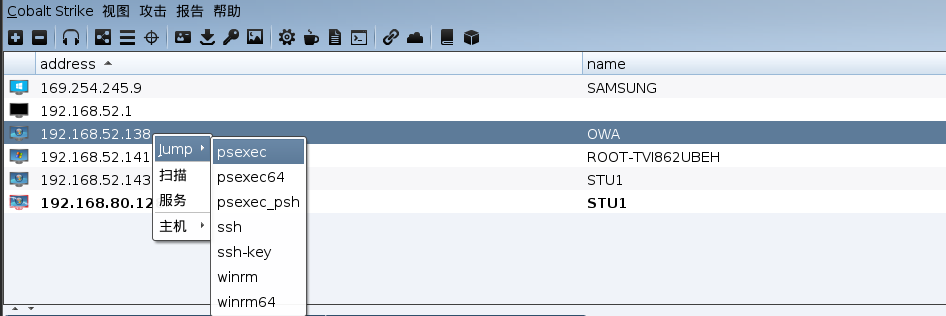 Cobalt Strike 视图 攻击 报告 帮助
address name
169.254.245.9 SAMSUNG
192.168.52.1
192.168.52.138 OWA
192.168.52.141 ROOT-TVI862UBEH
192.168.52.143 STU1
192.168.80.12 STU1
Jump
扫描
服务
主机
psexec
psexec64
psexec_psh
ssh
ssh-key
winrm
winrm64